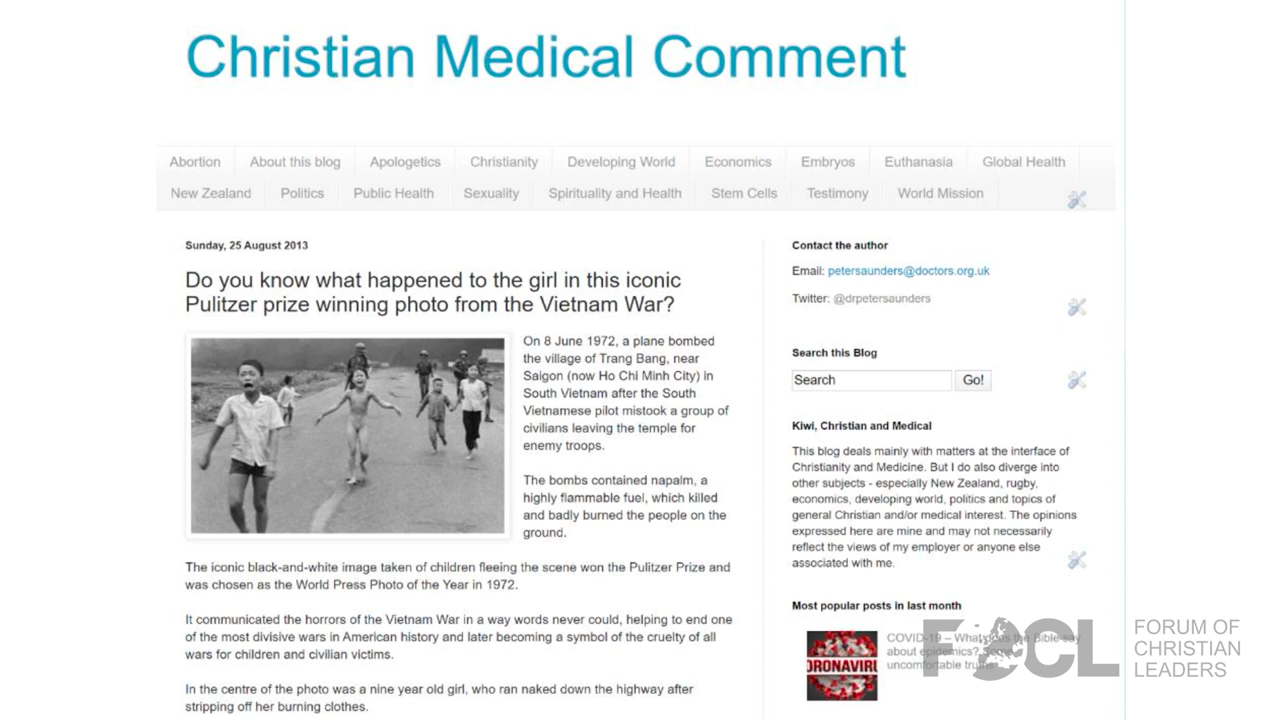 Christian Medical Comment
Abortion About this blog Apologetics Christianity Developing World Economics Embryos Euthanasia Global Health
New Zealand Politics Public Health Sexuality Spirituality and Health Stem Cells Testimony World Mission
Sunday, 25 August 2013
Do you know what happened to the girl in this iconic
Pulitzer prize winning photo from the Vietnam War?
On 8 June 1972, a plane bombed
the village of Trang Bang, near
Saigon (now Ho Chi Minh City) in
South Vietnam after the South
Vietnamese pilot mistook a group of
civilians leaving the temple for
enemy troops.
The bombs contained napalm, a
highly flammable fuel, which killed
and badly burned the people on the
ground.
The iconic black-and-white image taken of children fleeing the scene won the Pulitzer Prize and
was chosen as the World Press Photo of the Year in 1972.
It communicated the horrors of the Vietnam War in a way words never could, helping to end one
of the most divisive wars in American history and later becoming a symbol of the cruelty of all
wars for children and civilian victims.
In the centre of the photo was a nine year old girl, who ran naked down the highway after
stripping off her burning clothes.
Contact the author
Email: petersaunders@doctors.org.uk
Twitter: @drpetersaunders
Search this Blog
Search Go!
Kiwi, Christian and Medical
This blog deals mainly with matters at the interface of
Christianity and Medicine. But I do also diverge into
other subjects - especially New Zealand, rugby,
economics, developing world, politics and topics of
general Christian and/or medical interest. The opinions
expressed here are mine and may not necessarily
reflect the views of my employer or anyone else
associated with me.
Most popular posts in last month
ORONAVIRU
COVID-19 – What does the Bible say
about epidemics? Some
uncomfortable truths
FOCL
FORUM OF
CHRISTIAN
LEADERS